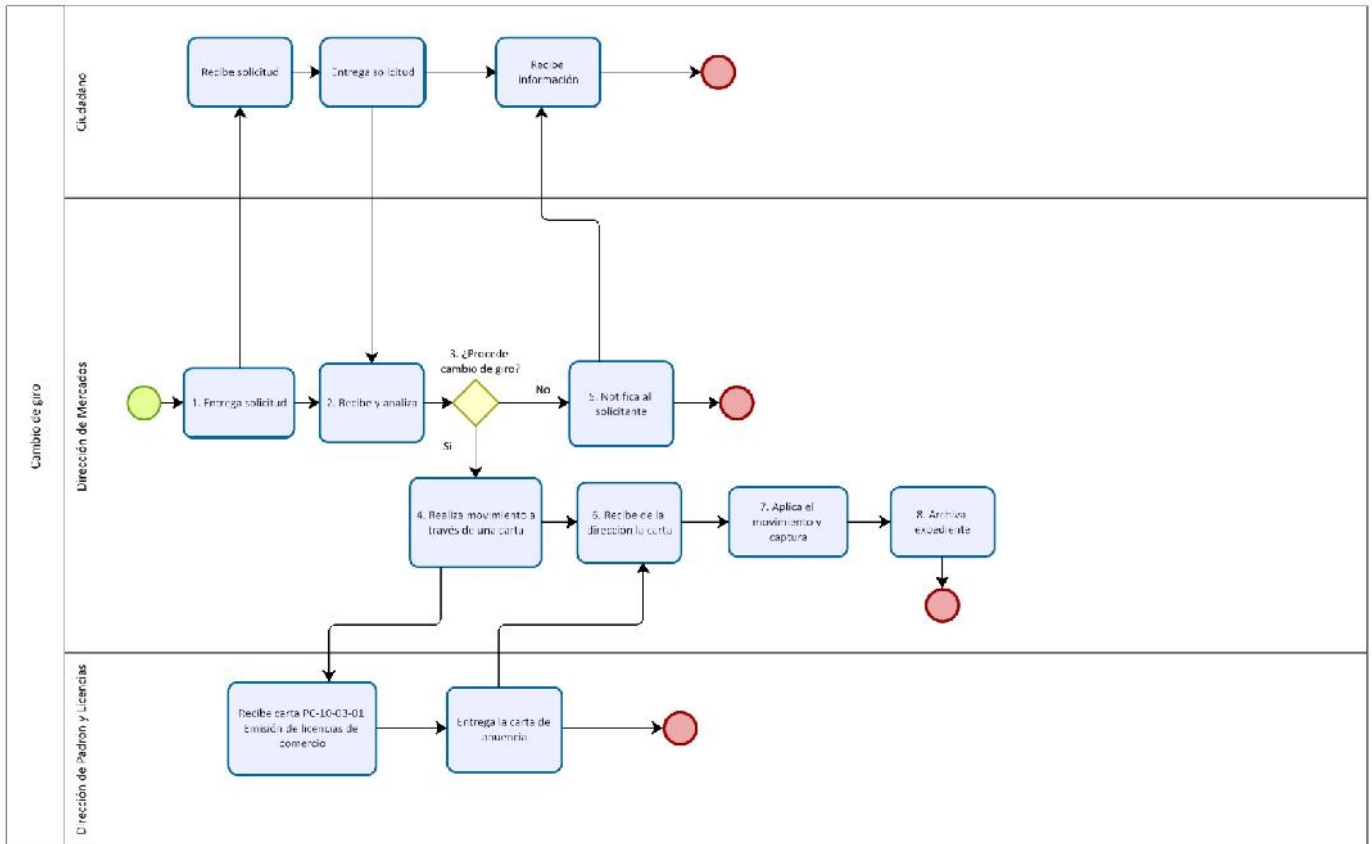 Cambio de giro
Ciudadano
Recibe solicitud
Entrega solicitud
Recibe
información
Dirección de Mercados
1. Entrega solicitud
2. Recibe y analiza
3. ¿Procede
cambio de giro?
No
Si
5. Notifica al
solicitante
4. Realiza movimiento a
través de una carta
6. Recibe de la
dirección la carta
7. Aplica el
movimiento y
captura
8. Archiva
expediente
Dirección de Padron y Licencias
Recibe carta PC-10-03-01
Emisión de licencias de
comercio
Entrega la carta de
anuencia